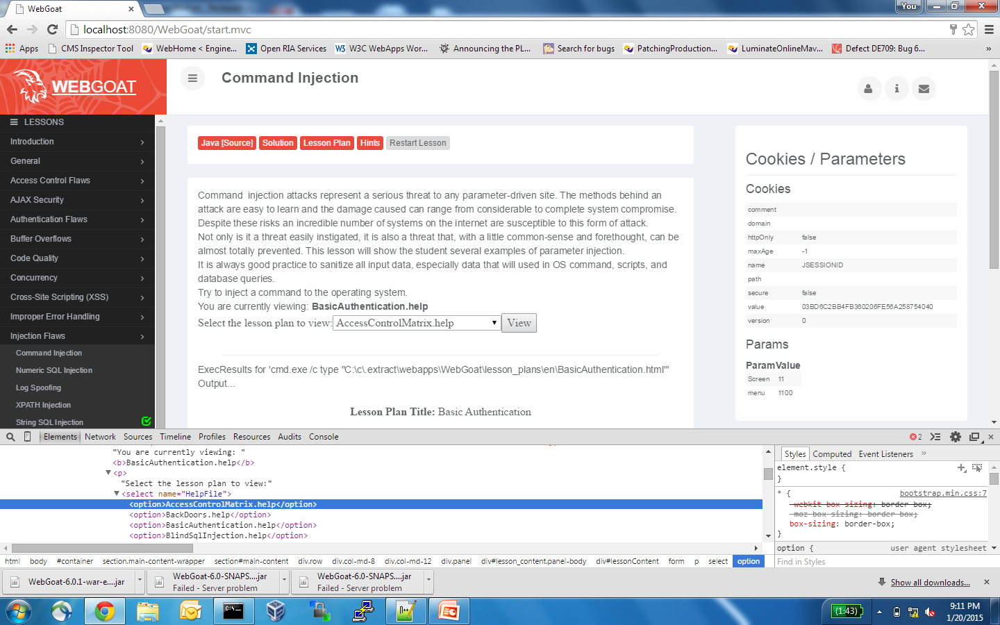 WebGoat
You
localhost:8080/WebGoat/start.mvc
Apps CMS Inspector Tool WebHome < Engine... Open RIA Services W3C WebApps Wor... Announcing the PL... Search for bugs PatchingProduction... LuminateOnlineMav... Defect DE709: Bug 6... »
WEBGOAT
Command Injection
LESSONS
Introduction
General
Access Control Flaws
AJAX Security
Authentication Flaws
Buffer Overflows
Code Quality
Concurrency
Cross-Site Scripting (XSS)
Improper Error Handling
Injection Flaws
Command Injection
Numeric SQL Injection
Log Spoofing
XPATH Injection
String SQL Injection
Java [Source] Solution Lesson Plan Hints Restart Lesson
Command injection attacks represent a serious threat to any parameter-driven site. The methods behind an
attack are easy to learn and the damage caused can range from considerable to complete system compromise.
Despite these risks an incredible number of systems on the internet are susceptible to this form of attack.
Not only is it a threat easily instigated, it is also a threat that, with a little common-sense and forethought, can be
almost totally prevented. This lesson will show the student several examples of parameter injection.
It is always good practice to sanitize all input data, especially data that will used in OS command, scripts, and
database queries.
Try to inject a command to the operating system.
You are currently viewing: BasicAuthentication.help
Select the lesson plan to view: AccessControlMatrix.help View
ExecResults for 'cmd.exe /c type "C:\c\.extract\webapps\WebGoat\lesson_plans\en\BasicAuthentication.html"'
Output...
Lesson Plan Title: Basic Authentication
Cookies / Parameters
Cookies
comment
domain
httpOnly false
maxAge -1
name JSESSIONID
path
secure false
value 03BD6C2BB4FB360206FE56A258754040
version 0
Params
ParamValue
Screen 11
menu 1100
Elements Network Sources Timeline Profiles Resources Audits Console 2
"You are currently viewing: "
<b>BasicAuthentication.help</b>
<p>
"Select the lesson plan to view:"
<select name="HelpFile">
<option>AccessControlMatrix.help</option>
<option>BackDoors.help</option>
<option>BasicAuthentication.help</option>
<option>BlindSqlInjection.help</option>
Styles Computed Event Listeners »
element.style {
}
* { bootstrap.min.css:7
-webkit-box-sizing: border-box;
-moz-box-sizing: border-box;
box-sizing: border-box;
}
option { user agent stylesheet
Find in Styles
html body #container section.main-content-wrapper section#main-content div.row div.col-md-8 div.col-md-12 div.panel div#lesson_content.panel-body div#lessonContent form p select option
WebGoat-6.0.1-war-e....jar
WebGoat-6.0-SNAPS....jar
Failed - Server problem
WebGoat-6.0-SNAPS....jar
Failed - Server problem
Show all downloads...
(1:43)
9:11 PM
1/20/2015